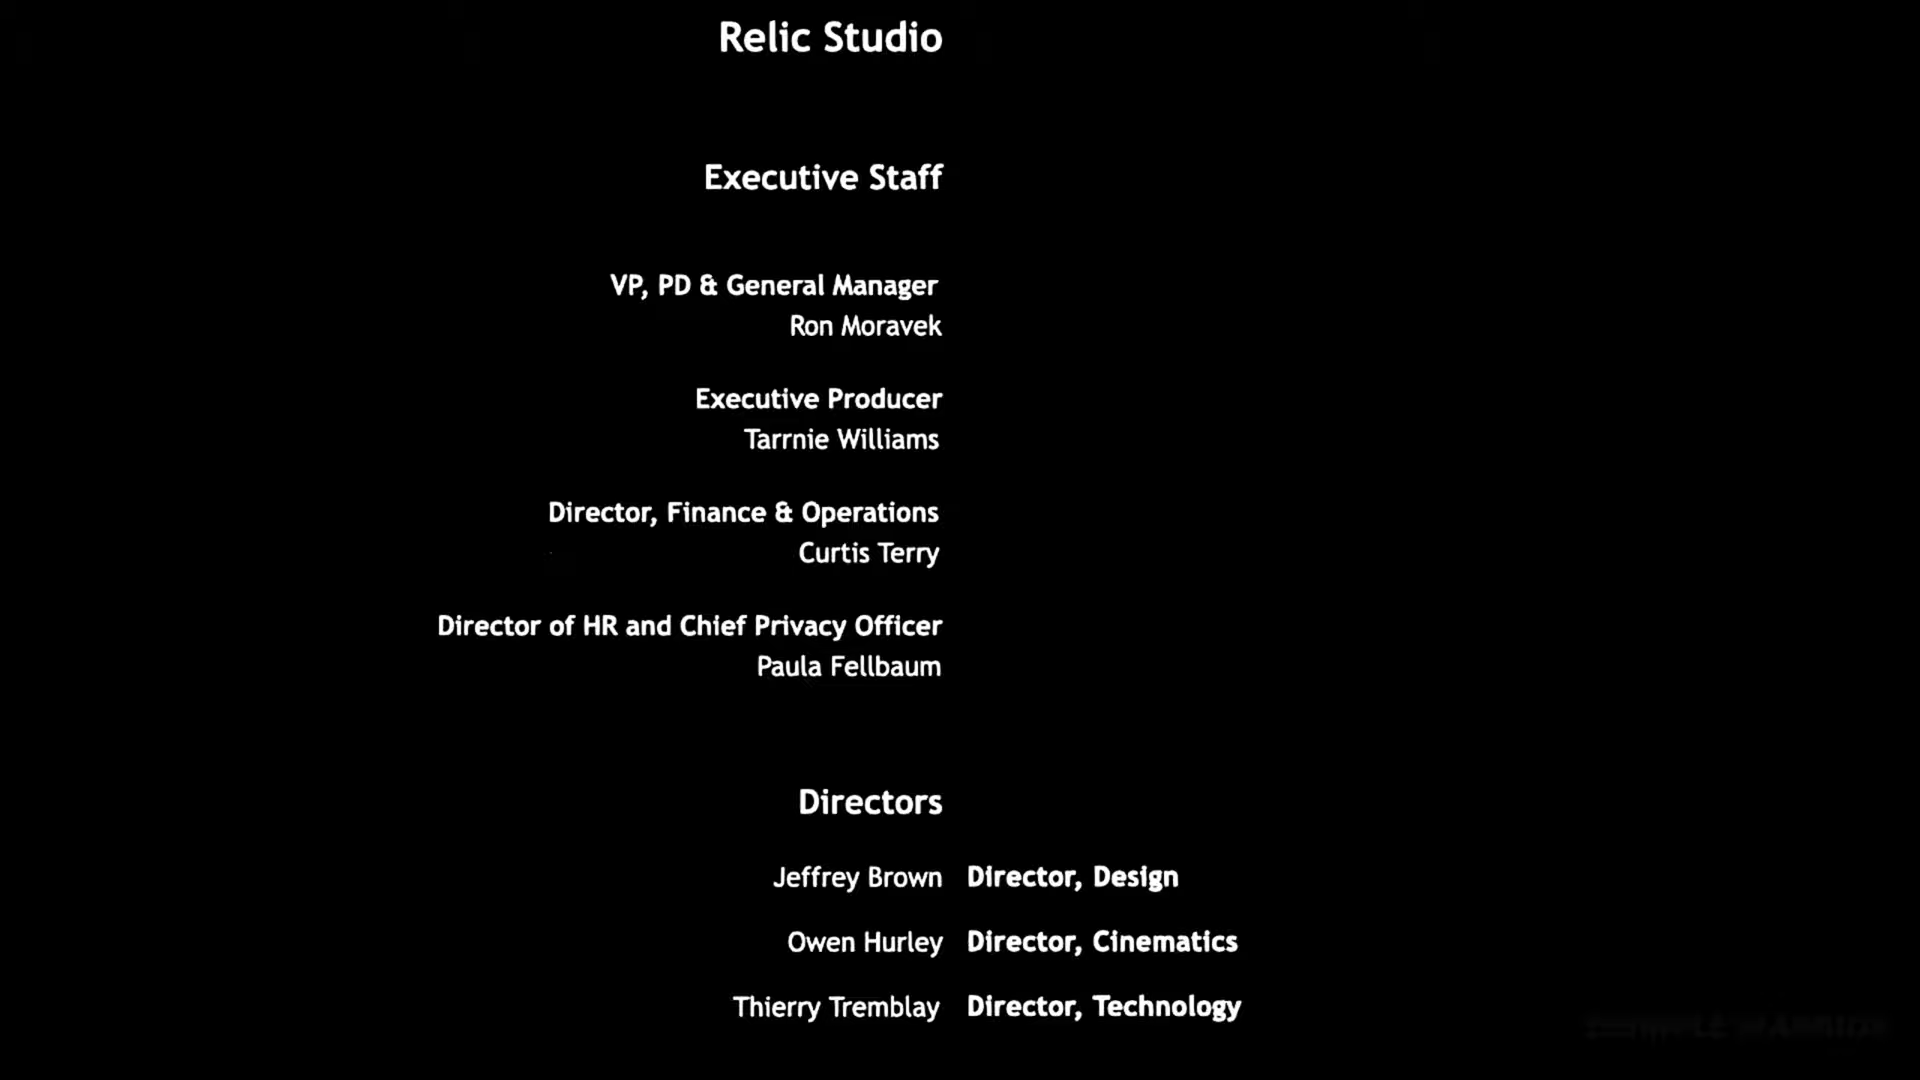 Relic Studio
Executive Staff
VP, PD & General Manager
Ron Moravek
Executive Producer
Tarrnie Williams
Director, Finance & Operations
Curtis Terry
Director of HR and Chief Privacy Officer
Paula Fellbaum
Directors
Jeffrey Brown Director, Design
Owen Hurley Director, Cinematics
Thierry Tremblay Director, Technology